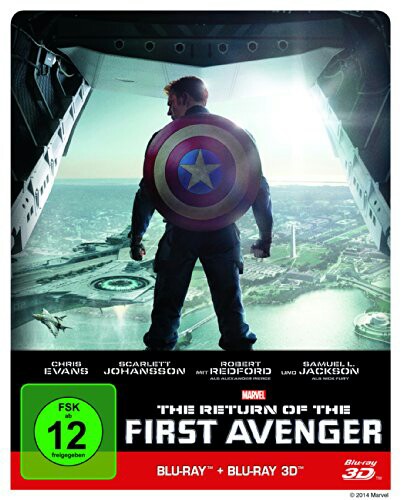 CHRIS EVANS
SCARLETT JOHANSSON
MIT ROBERT REDFORD
ALS ALEXANDER PIERCE
UND SAMUEL L. JACKSON
ALS NICK FURY
MARVEL
THE RETURN OF THE
FIRST AVENGER
FSK
ab
12
freigegeben
BLU-RAY™ + BLU-RAY 3D™
Blu-ray
3D™
© 2014 Marvel